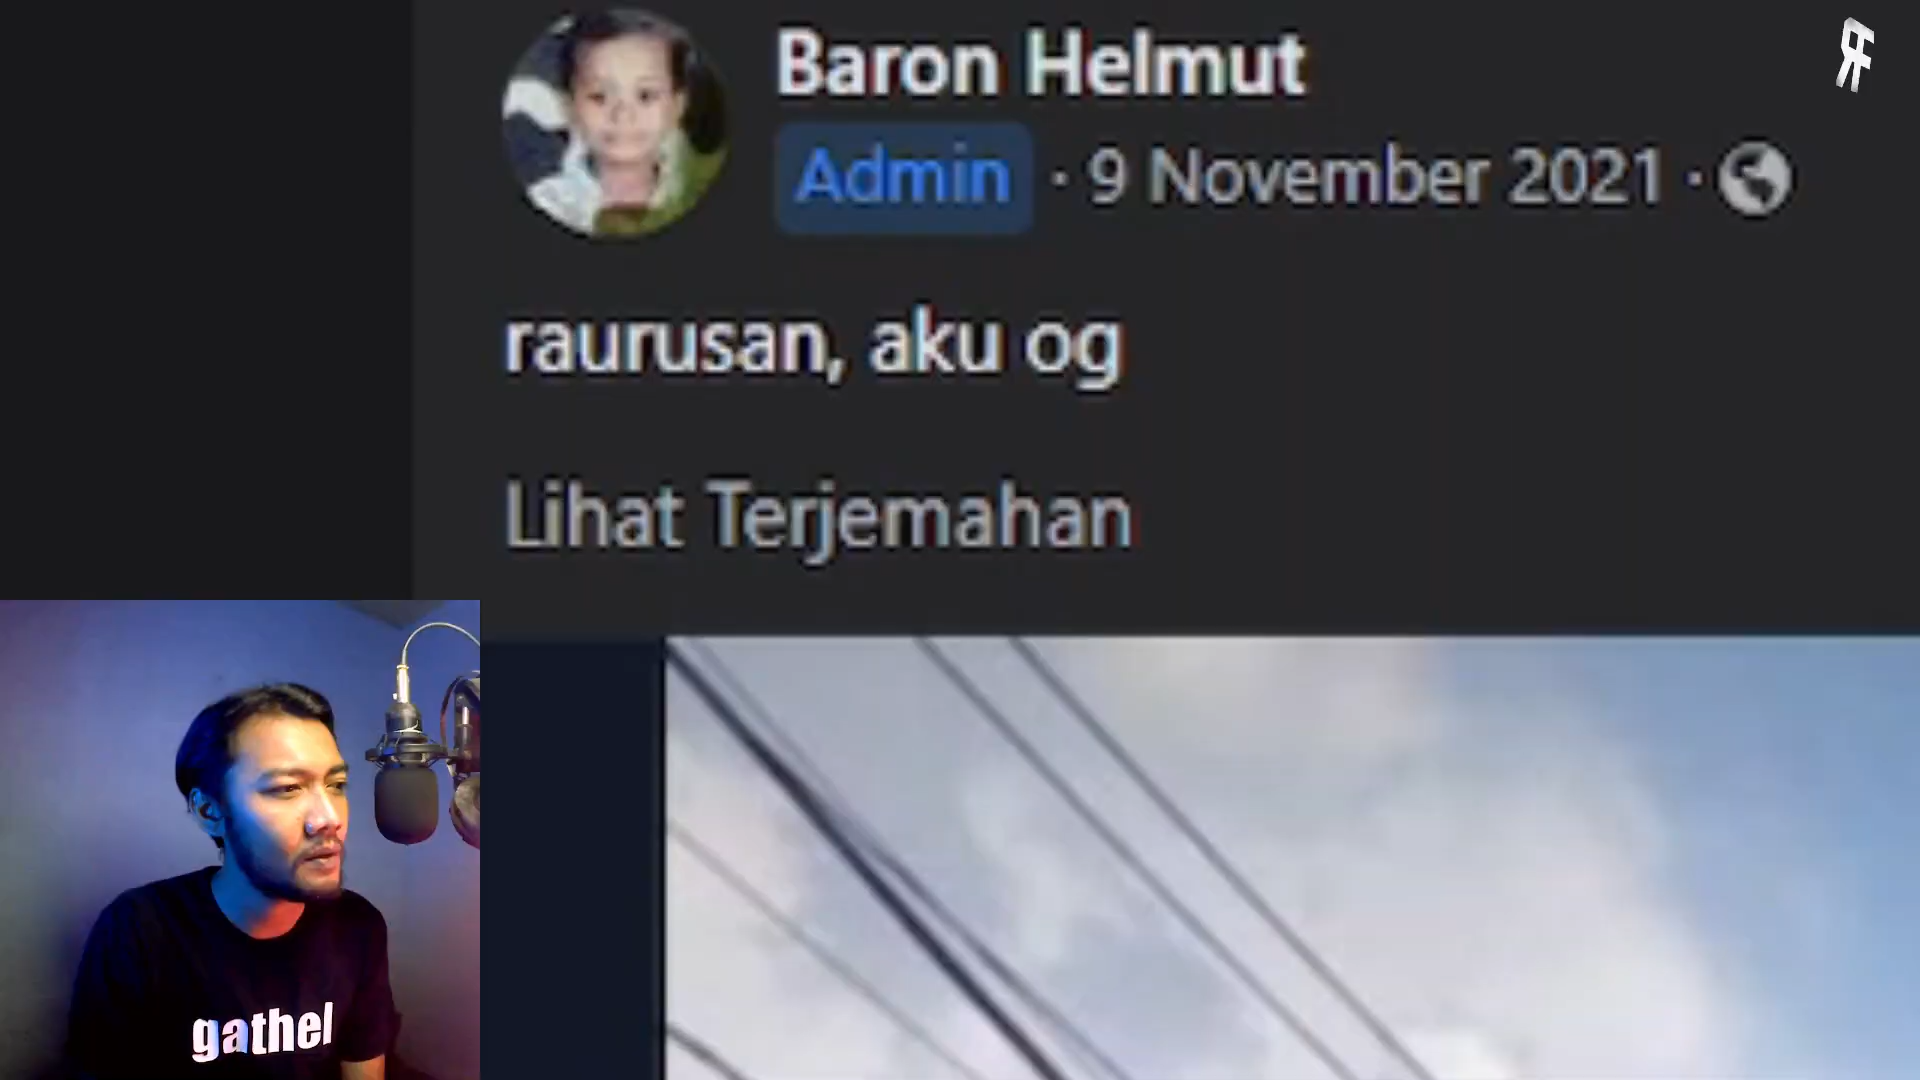 Baron Helmut
Admin · 9 November 2021 ·
raurusan, aku og
Lihat Terjemahan
gathel